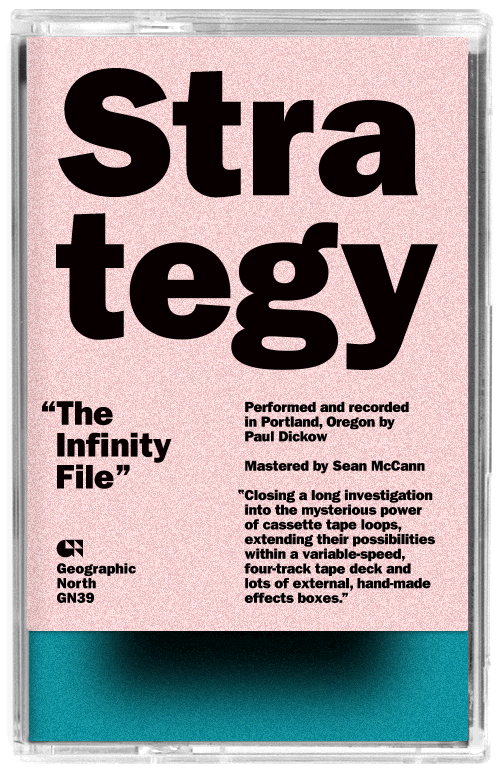 Stra
tegy
“The
Infinity
File”
Performed and recorded
in Portland, Oregon by
Paul Dickow
Mastered by Sean McCann
“Closing a long investigation
into the mysterious power
of cassette tape loops,
extending their possibilities
within a variable-speed,
four-track tape deck and
lots of external, hand-made
effects boxes.”
Geographic
North
GN39